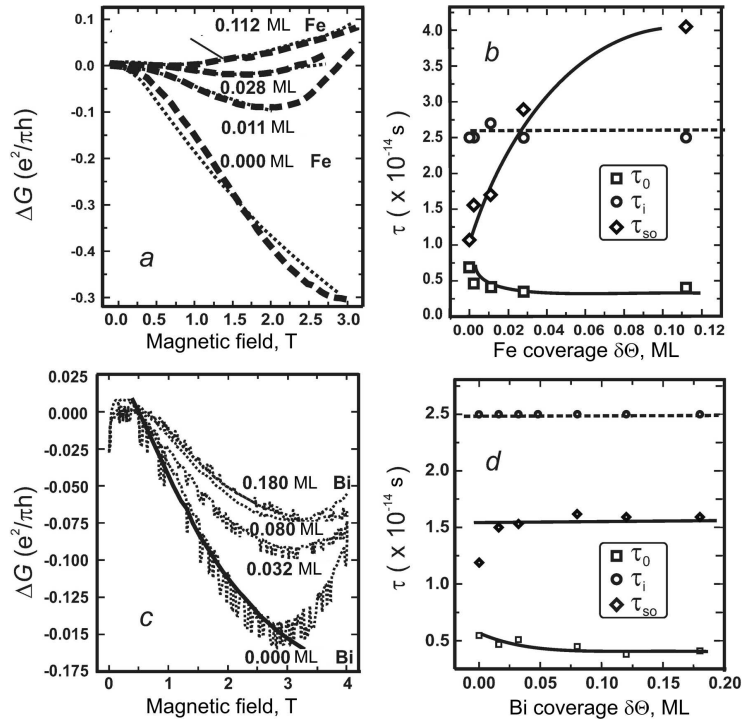 0.112 ML Fe
0.1
0.0
-0.1
-0.2
-0.3
0.028 ML
0.011 ML
0.000 ML Fe
a
ΔG (e²/πh)
0.0 0.5 1.0 1.5 2.0 2.5 3.0
Magnetic field, T
b
4.0
3.5
3.0
2.5
2.0
1.5
1.0
0.5
0.0
τ ( x 10⁻¹⁴ s)
τ₀
τᵢ
τso
0.00 0.02 0.04 0.06 0.08 0.10 0.12
Fe coverage δΘ, ML
0.025
0.000
-0.025
-0.050
-0.075
-0.100
-0.125
-0.015
-0.175
ΔG (e²/πh)
0.180 ML Bi
0.080 ML
0.032 ML
0.000 ML Bi
c
0 1 2 3 4
Magnetic field, T
d
2.5
2.0
1.5
1.0
0.5
τ ( x 10⁻¹⁴ s)
τ₀
τᵢ
τso
0.00 0.05 0.10 0.15 0.20
Bi coverage δΘ, ML